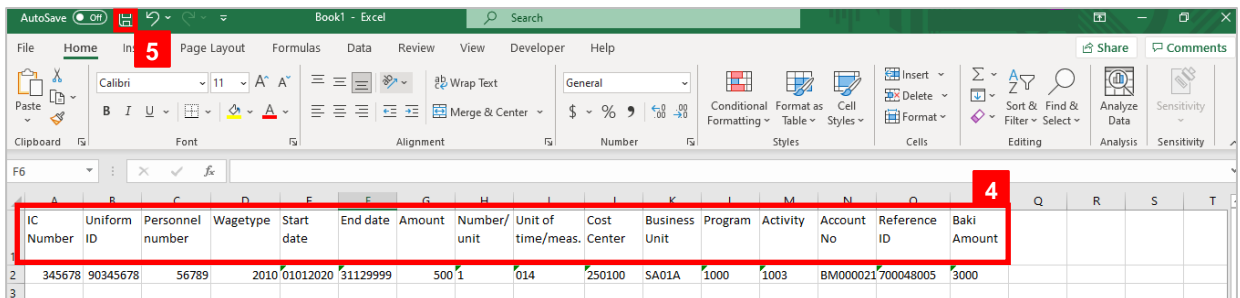 AutoSave Off Book1 - Excel Search
5
File Home Page Layout Formulas Data Review View Developer Help Share Comments
Calibri 11 Wrap Text General Insert
Paste Conditional Format as Cell Delete Sort & Find & Analyze Sensitivity
B I U A Merge & Center $ % 9 Formatting Table Styles Format Filter Select Data
Clipboard Font Alignment Number Styles Cells Editing Analysis Sensitivity
F6 fx
4
A B C D E F G H I J K L M N O Q R S T
IC Uniform Personnel Wagetype Start End date Amount Number/ Unit of Cost Business Program Activity Account Reference Baki
Number ID number date unit time/meas. Center Unit No ID Amount
1
2 345678 90345678 56789 2010 01012020 31129999 500 1 014 250100 SA01A 1000 1003 BM000021 700048005 3000
3